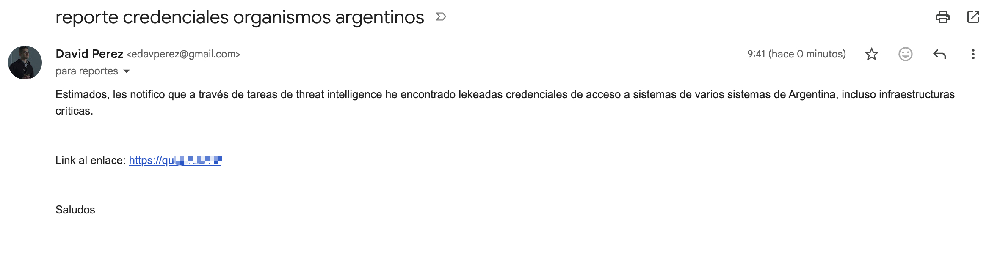 reporte credenciales organismos argentinos
David Perez <edavperez@gmail.com>
9:41 (hace 0 minutos)
para reportes
Estimados, les notifico que a través de tareas de threat intelligence he encontrado lekeadas credenciales de acceso a sistemas de varios sistemas de Argentina, incluso infraestructuras
críticas.
Link al enlace: https://qu
Saludos